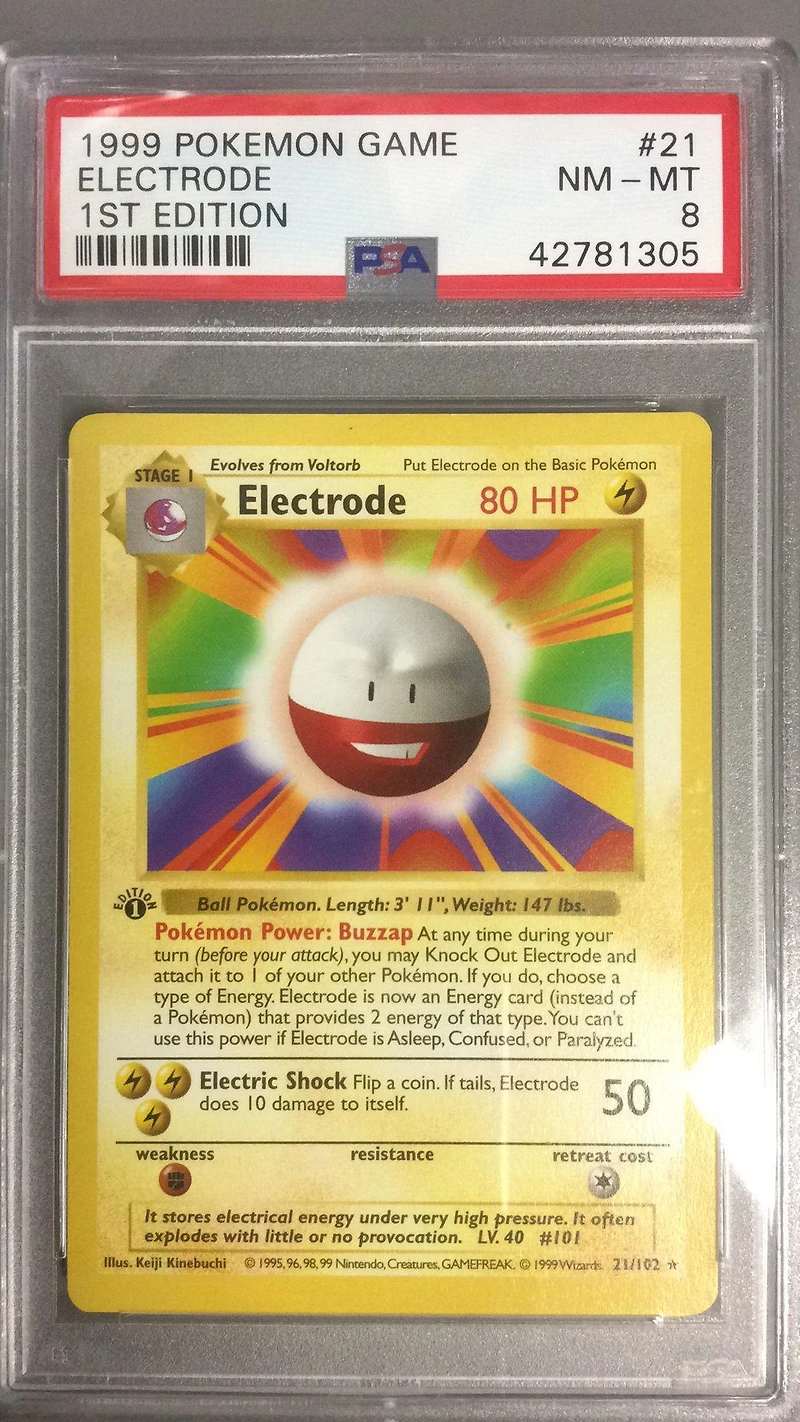 1999 POKEMON GAME #21
ELECTRODE NM - MT
1ST EDITION 8
PSA 42781305
STAGE 1 Evolves from Voltorb Put Electrode on the Basic Pokémon
Electrode 80 HP
EDITION 1
Ball Pokémon. Length: 3' 11", Weight: 147 lbs.
Pokémon Power: Buzzap At any time during your
turn (before your attack), you may Knock Out Electrode and
attach it to 1 of your other Pokémon. If you do, choose a
type of Energy. Electrode is now an Energy card (instead of
a Pokémon) that provides 2 energy of that type. You can't
use this power if Electrode is Asleep, Confused, or Paralyzed.
Electric Shock Flip a coin. If tails, Electrode 50
does 10 damage to itself.
weakness resistance retreat cost
It stores electrical energy under very high pressure. It often
explodes with little or no provocation. LV. 40 #101
Illus. Keiji Kinebuchi © 1995, 96, 98, 99 Nintendo, Creatures, GAMEFREAK. © 1999 Wizards. 21/102 ★